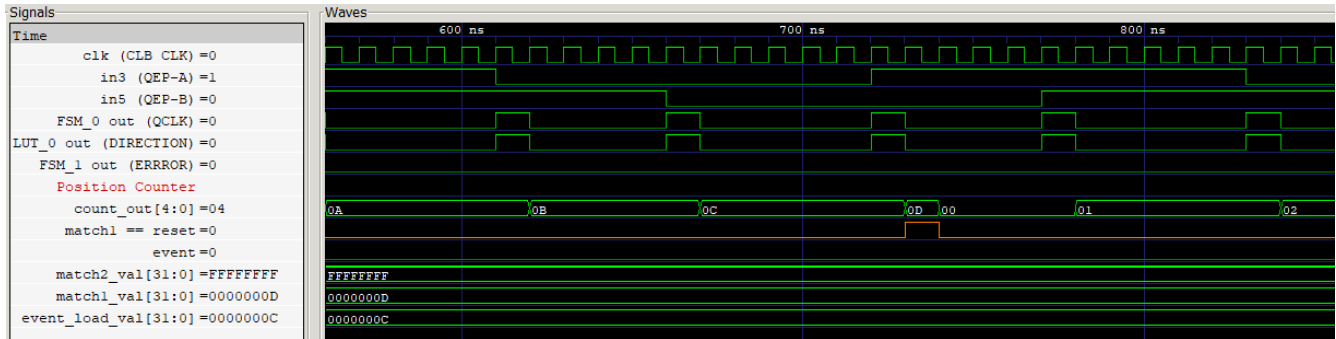 Signals
Waves
Time
600 ns 700 ns 800 ns
clk (CLB CLK) =0
in3 (QEP-A) =1
in5 (QEP-B) =0
FSM_0 out (QCLK) =0
LUT_0 out (DIRECTION) =0
FSM_1 out (ERRROR) =0
Position Counter
count_out[4:0] =04
0A 0B 0C 0D 00 01 02
match1 == reset =0
event =0
match2_val[31:0] =FFFFFFFF
FFFFFFFF
match1_val[31:0] =0000000D
0000000D
event_load_val[31:0] =0000000C
0000000C